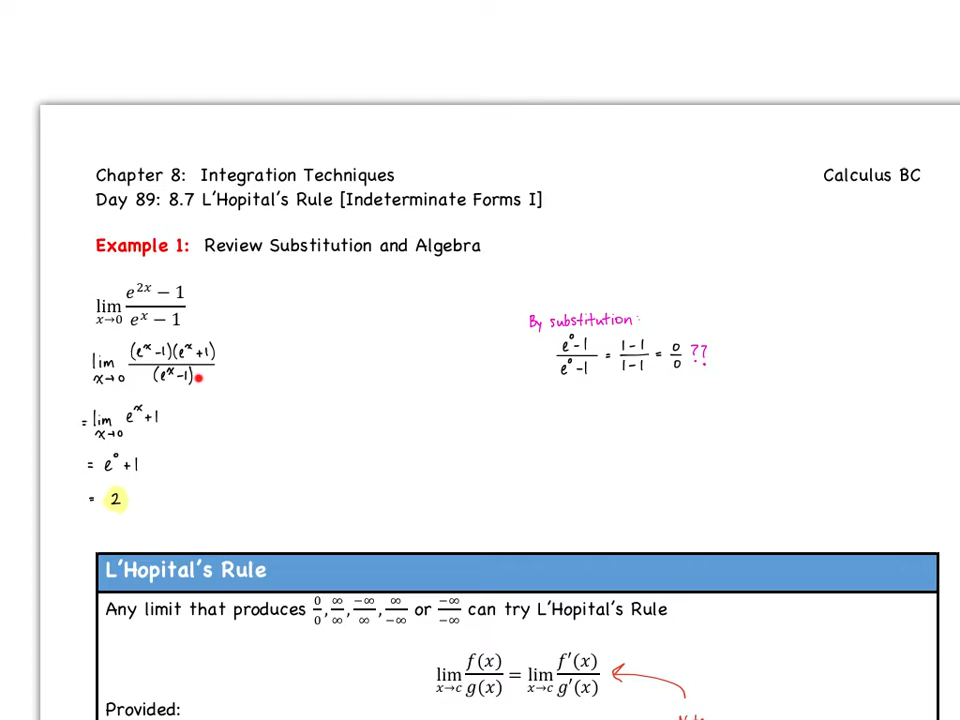 Chapter 8: Integration Techniques
Calculus BC
Day 89: 8.7 L'Hopital's Rule [Indeterminate Forms I]
Example 1: Review Substitution and Algebra
lim x→0 (e^{2x} − 1)/(e^x − 1)
lim x→0 (e^x -1)(e^x +1)/(e^x -1)
= lim x→0 e^x +1
= e^0 +1
= 2
By substitution:
(e^0 -1)/(e^0 -1) = (1-1)/(1-1) = 0/0 ??
L'Hopital's Rule
Any limit that produces 0/0, ∞/∞, −∞/∞, ∞/−∞ or −∞/−∞ can try L'Hopital's Rule
lim x→c f(x)/g(x) = lim x→c f′(x)/g′(x)
Provided: